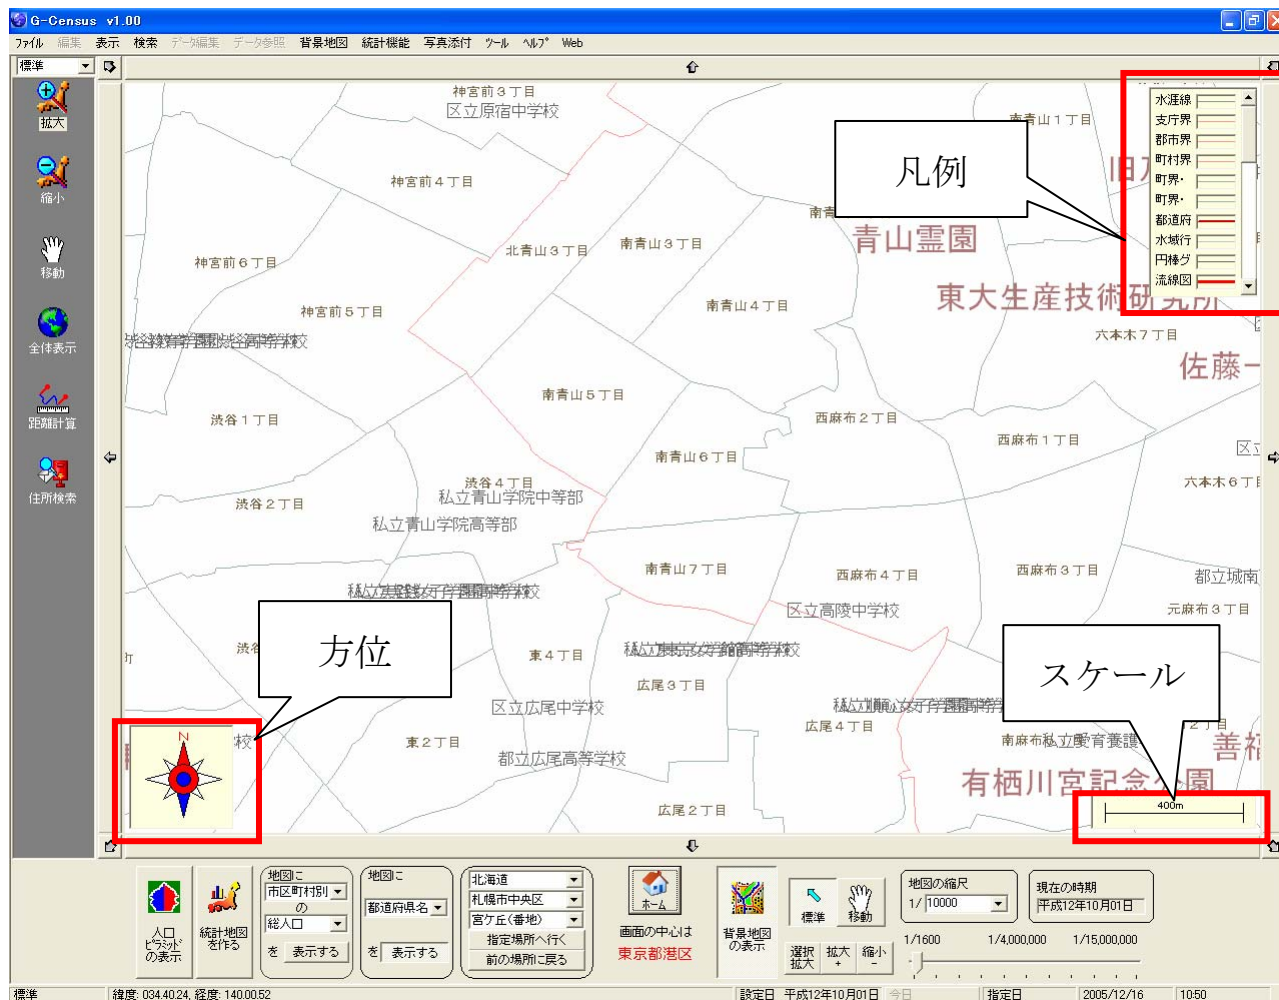 G-Census v1.00
ファイル 編集 表示 検索 データ編集 データ参照 背景地図 統計機能 写真添付 ツール ヘルプ Web
標準
拡大
縮小
移動
全体表示
距離計算
住所検索
神宮前3丁目
区立原宿中学校
南青山1丁目
神宮前4丁目
北青山3丁目
南青山3丁目
青山霊園
神宮前6丁目
神宮前5丁目
南青山4丁目
東大生産技術研究所
六本木7丁目
佐藤一
南青山5丁目
渋谷1丁目
西麻布2丁目
西麻布1丁目
南青山6丁目
六本木6丁
渋谷4丁目
私立青山学院中等部
渋谷2丁目
私立青山学院高等部
南青山7丁目
西麻布4丁目
西麻布3丁目
都立城南
区立高陵中学校
元麻布3丁目
東4丁目
広尾3丁目
区立広尾中学校
広尾4丁目
東2丁目
都立広尾高等学校
南麻布
私立愛育養護
善福
有栖川宮記念公園
広尾2丁目
凡例
水涯線
支庁界
郡市界
町村界
町界・
町界・
都道府
水域行
円棒グ
流線図
方位
N
スケール
400m
人口
ピラミッド
の表示
統計地図
を作る
地図に
市区町村別
の
総人口
を 表示する
地図に
都道府県名
を 表示する
北海道
札幌市中央区
宮ケ丘(番地)
指定場所へ行く
前の場所に戻る
ホーム
画面の中心は
東京都港区
背景地図
の表示
標準
移動
選択
拡大
拡大
+
縮小
-
地図の縮尺
1/ 10000
現在の時期
平成12年10月01日
1/1600 1/4,000,000 1/15,000,000
標準 緯度: 034.40.24, 経度: 140.00.52 設定日 平成12年10月01日 今日 指定日 2005/12/16 10:50